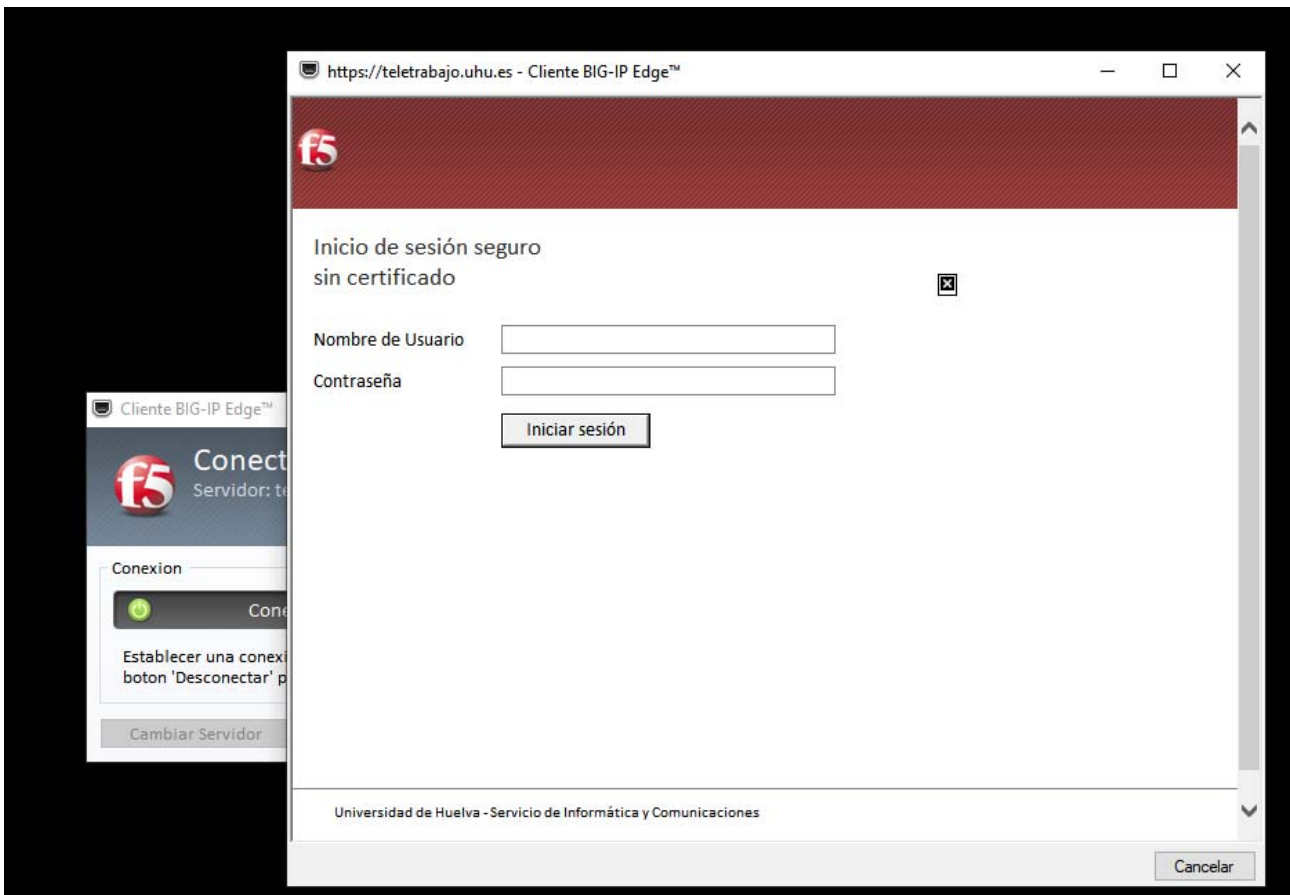 https://teletrabajo.uhu.es - Cliente BIG-IP Edge™
f5
Inicio de sesión seguro
sin certificado
Nombre de Usuario
Contraseña
Iniciar sesión
Universidad de Huelva - Servicio de Informática y Comunicaciones
Cancelar
Cliente BIG-IP Edge™
f5
Conect
Servidor: te
Conexion
Cone
Establecer una conexi
boton 'Desconectar' p
Cambiar Servidor